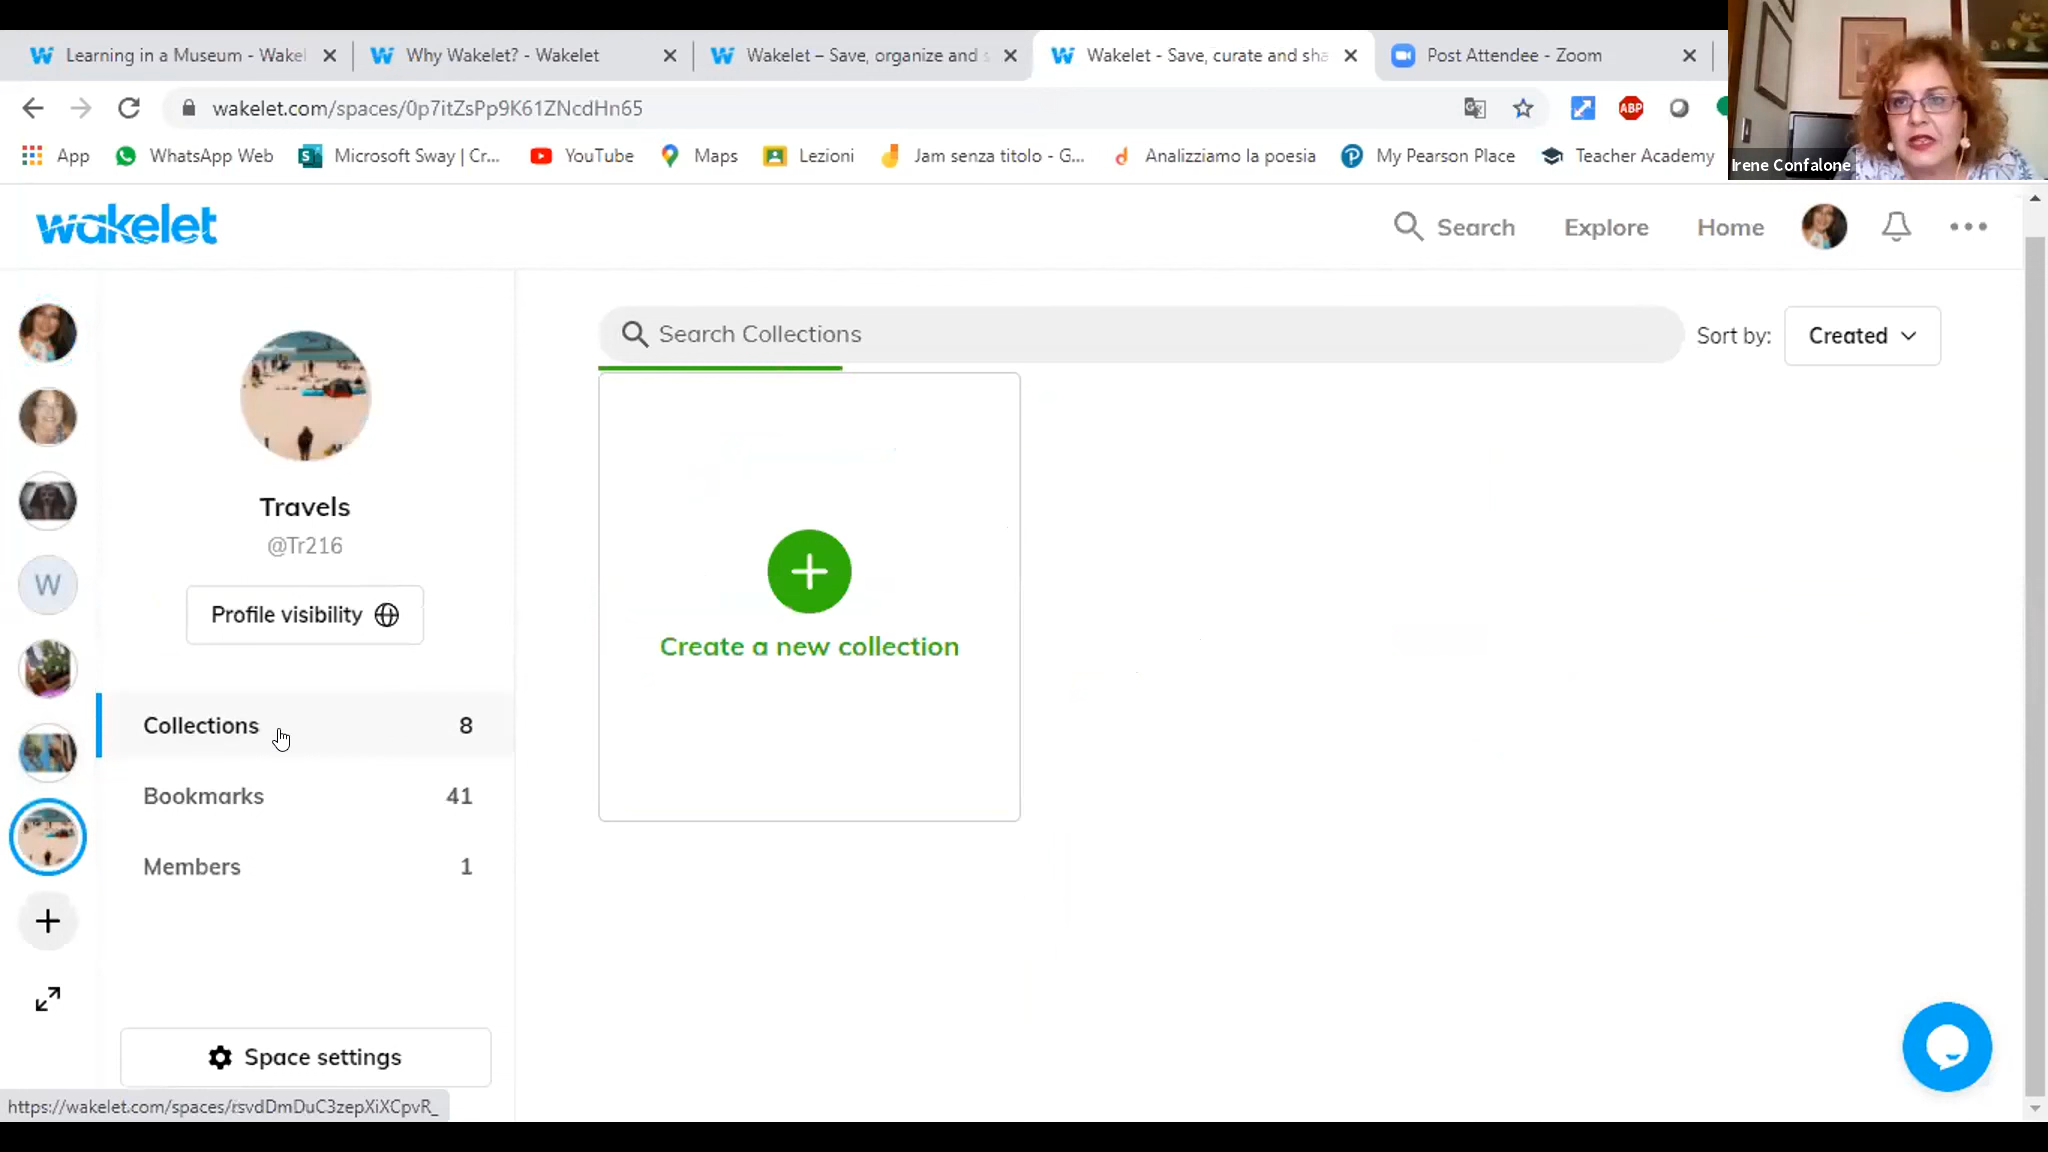 Learning in a Museum - Wakel
Why Wakelet? - Wakelet
Wakelet – Save, organize and s
Wakelet - Save, curate and sha
Post Attendee - Zoom
wakelet.com/spaces/0p7itZsPp9K61ZNcdHn65
ABP
App
WhatsApp Web
Microsoft Sway | Cr...
YouTube
Maps
Lezioni
Jam senza titolo - G...
Analizziamo la poesia
My Pearson Place
Teacher Academy
Irene Confalone
wakelet
Search
Explore
Home
Search Collections
Sort by:
Created
Travels
@Tr216
W
Profile visibility
Create a new collection
Collections 8
Bookmarks 41
Members 1
Space settings
https://wakelet.com/spaces/rsvdDmDuC3zepXiXCpvR_